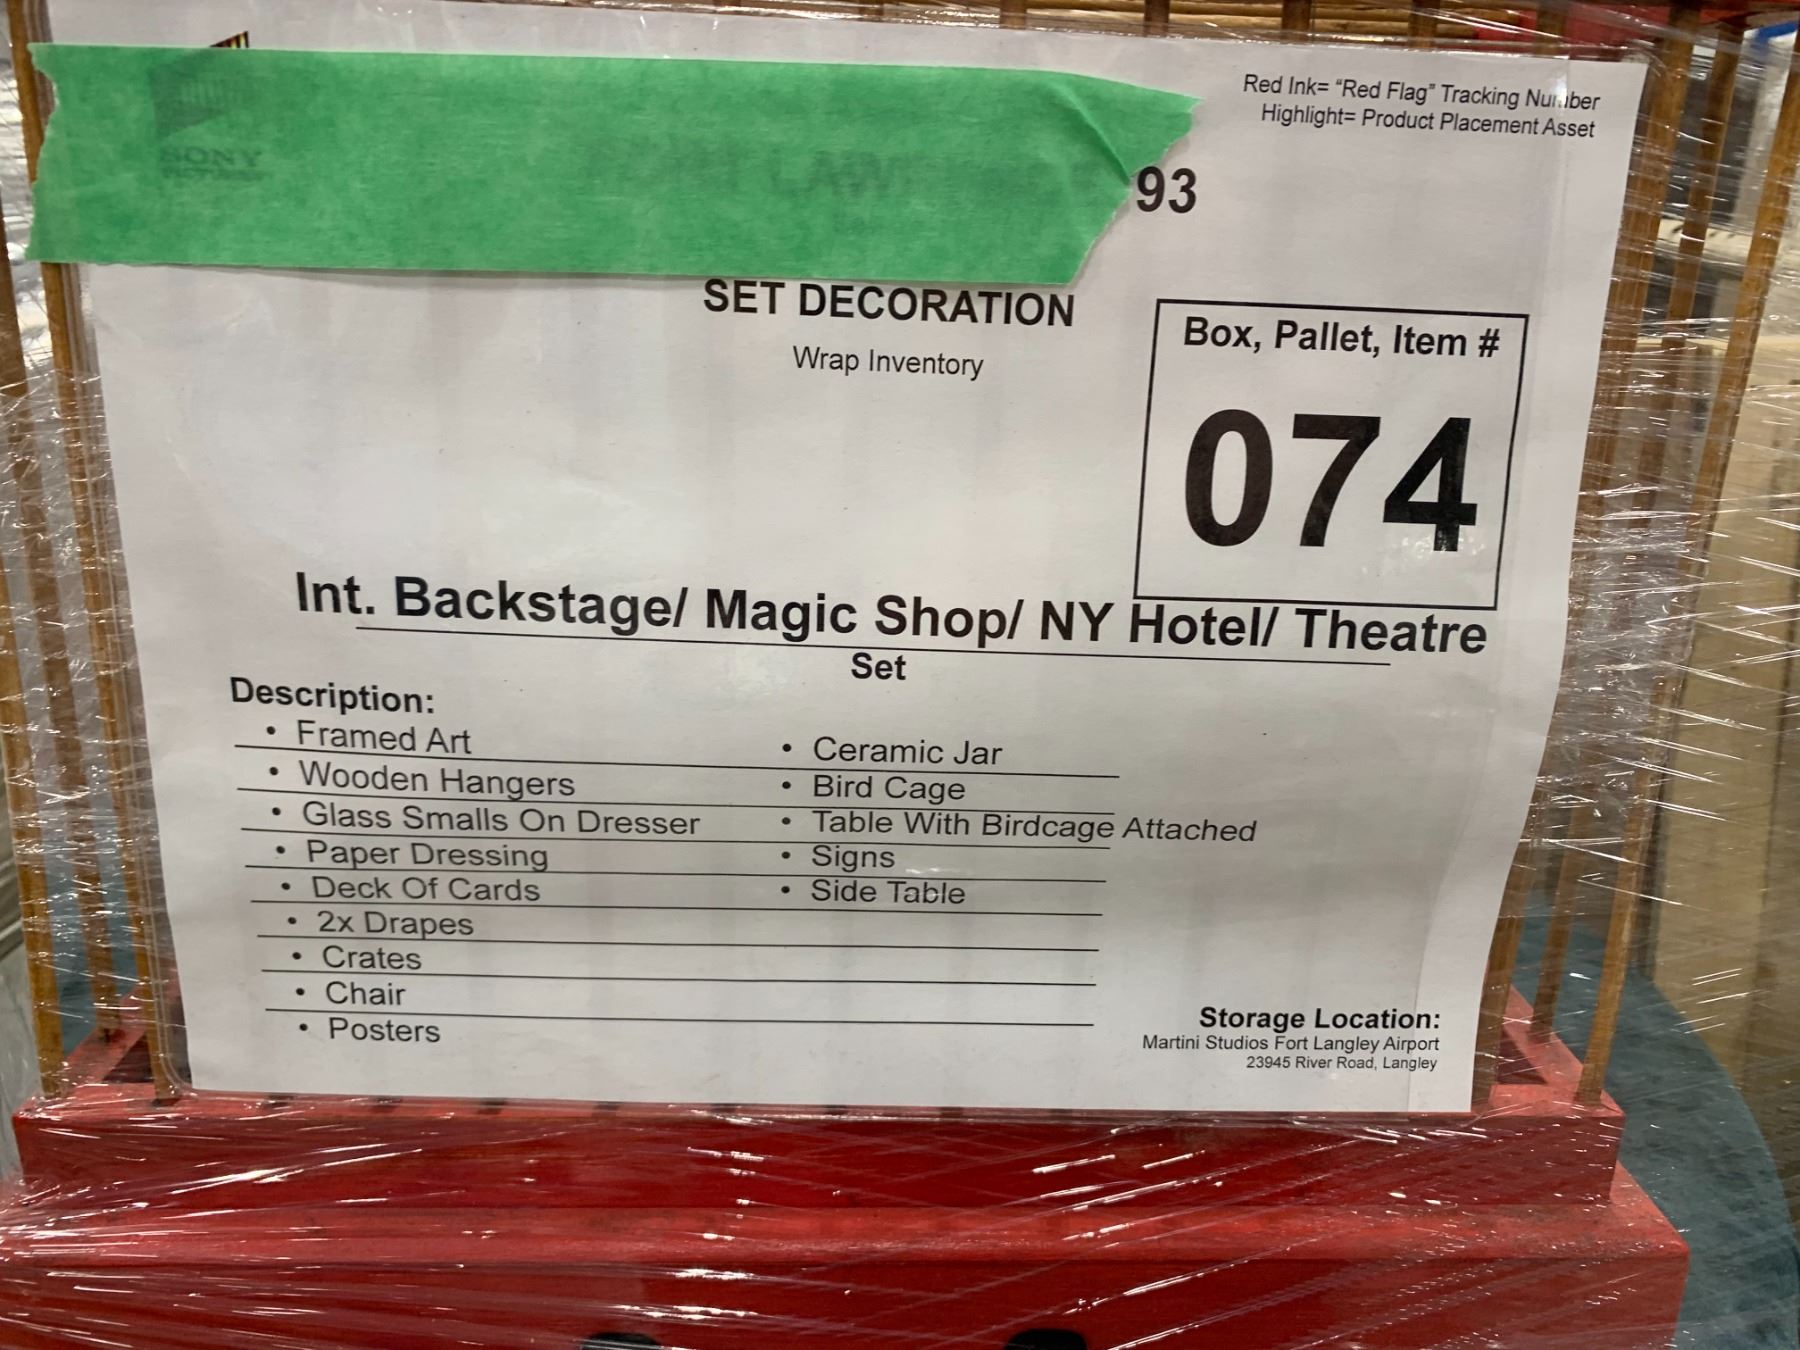 Red Ink= “Red Flag” Tracking Number
Highlight= Product Placement Asset
SONY
93
SET DECORATION
Wrap Inventory
Box, Pallet, Item #
074
Int. Backstage/ Magic Shop/ NY Hotel/ Theatre
Set
Description:
• Framed Art
• Wooden Hangers
• Glass Smalls On Dresser
• Paper Dressing
• Deck Of Cards
• 2x Drapes
• Crates
• Chair
• Posters
• Ceramic Jar
• Bird Cage
• Table With Birdcage Attached
• Signs
• Side Table
Storage Location:
Martini Studios Fort Langley Airport
23945 River Road, Langley